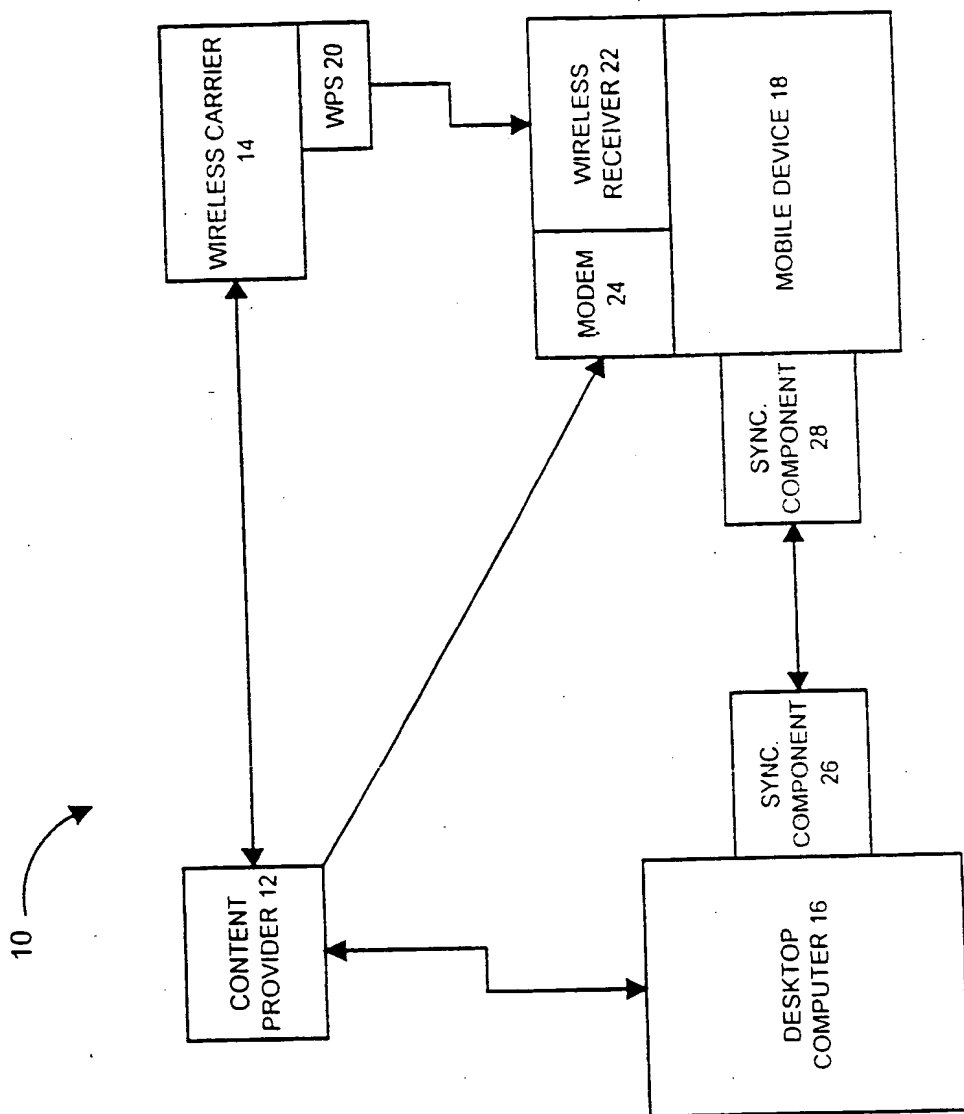 10
CONTENT
PROVIDER 12
WIRELESS CARRIER
14
WPS 20
MODEM
24
WIRELESS
RECEIVER 22
MOBILE DEVICE 18
DESKTOP
COMPUTER 16
SYNC.
COMPONENT
26
SYNC.
COMPONENT
28